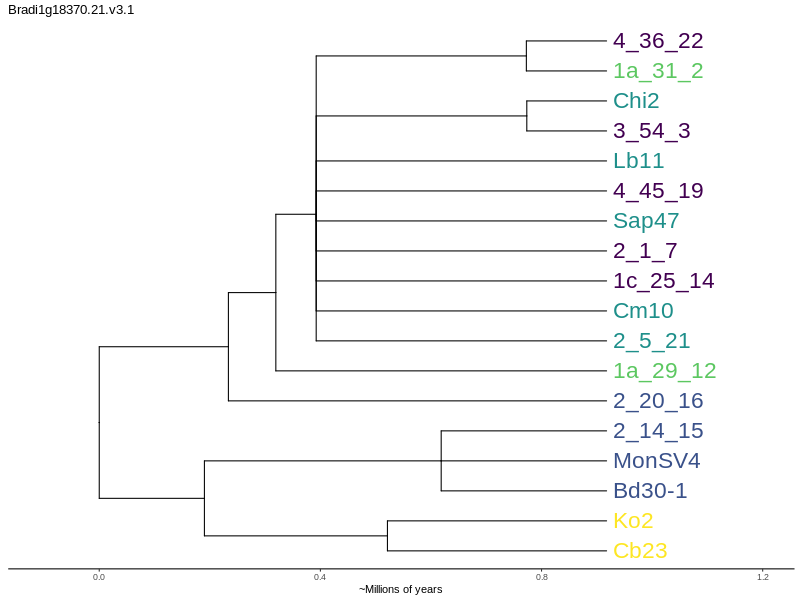 Bradi1g18370.21.v3.1
4_36_22
1a_31_2
Chi2
3_54_3
Lb11
4_45_19
Sap47
2_1_7
1c_25_14
Cm10
2_5_21
1a_29_12
2_20_16
2_14_15
MonSV4
Bd30-1
Ko2
Cb23
0.0 0.4 0.8 1.2
~Millions of years